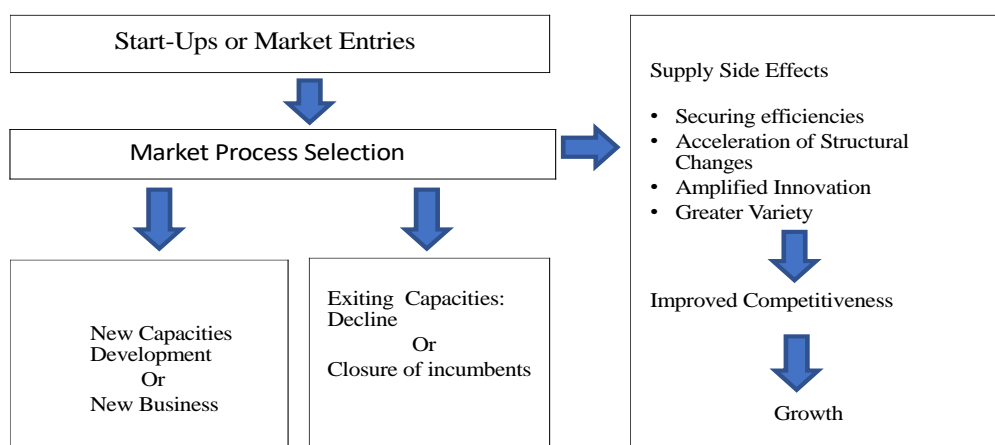 Start-Ups or Market Entries
Market Process Selection
New Capacities
Development
Or
New Business
Exiting Capacities:
Decline
Or
Closure of incumbents
Supply Side Effects
• Securing efficiencies
• Acceleration of Structural
Changes
• Amplified Innovation
• Greater Variety
Improved Competitiveness
Growth